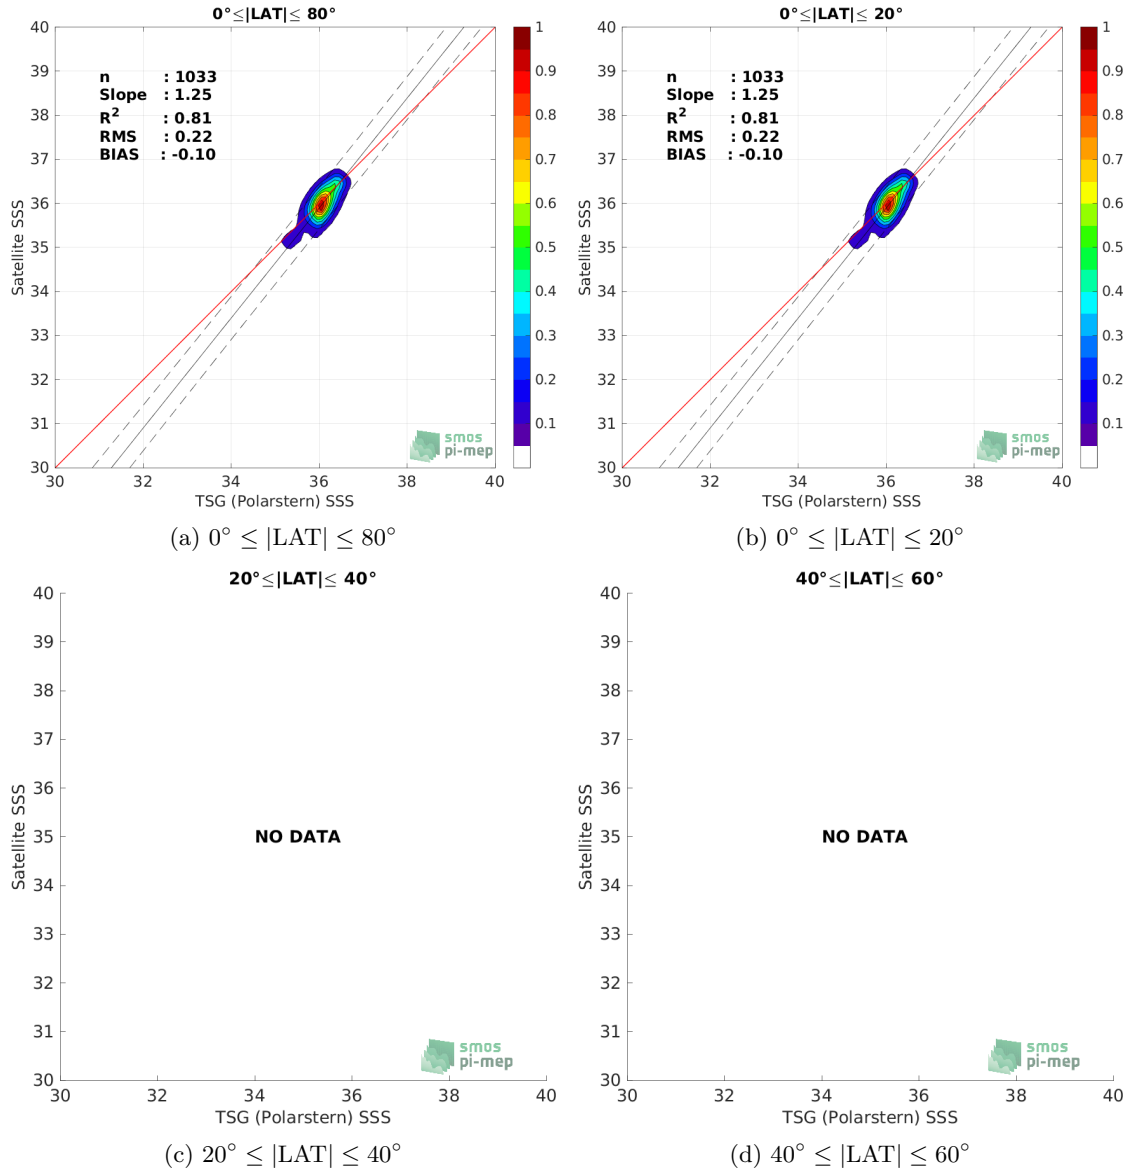 0°≤|LAT|≤ 80°
40
39
38
37
36
35
34
33
32
31
30
Satellite SSS
n : 1033
Slope : 1.25
R² : 0.81
RMS : 0.22
BIAS : -0.10
1
0.9
0.8
0.7
0.6
0.5
0.4
0.3
0.2
0.1
smos
pi-mep
30 32 34 36 38 40
TSG (Polarstern) SSS
(a) 0° ≤ |LAT| ≤ 80°
0°≤|LAT|≤ 20°
40
39
38
37
36
35
34
33
32
31
30
Satellite SSS
n : 1033
Slope : 1.25
R² : 0.81
RMS : 0.22
BIAS : -0.10
1
0.9
0.8
0.7
0.6
0.5
0.4
0.3
0.2
0.1
smos
pi-mep
30 32 34 36 38 40
TSG (Polarstern) SSS
(b) 0° ≤ |LAT| ≤ 20°
20°≤|LAT|≤ 40°
40
39
38
37
36
35
34
33
32
31
30
Satellite SSS
NO DATA
smos
pi-mep
30 32 34 36 38 40
TSG (Polarstern) SSS
(c) 20° ≤ |LAT| ≤ 40°
40°≤|LAT|≤ 60°
40
39
38
37
36
35
34
33
32
31
30
Satellite SSS
NO DATA
smos
pi-mep
30 32 34 36 38 40
TSG (Polarstern) SSS
(d) 40° ≤ |LAT| ≤ 60°